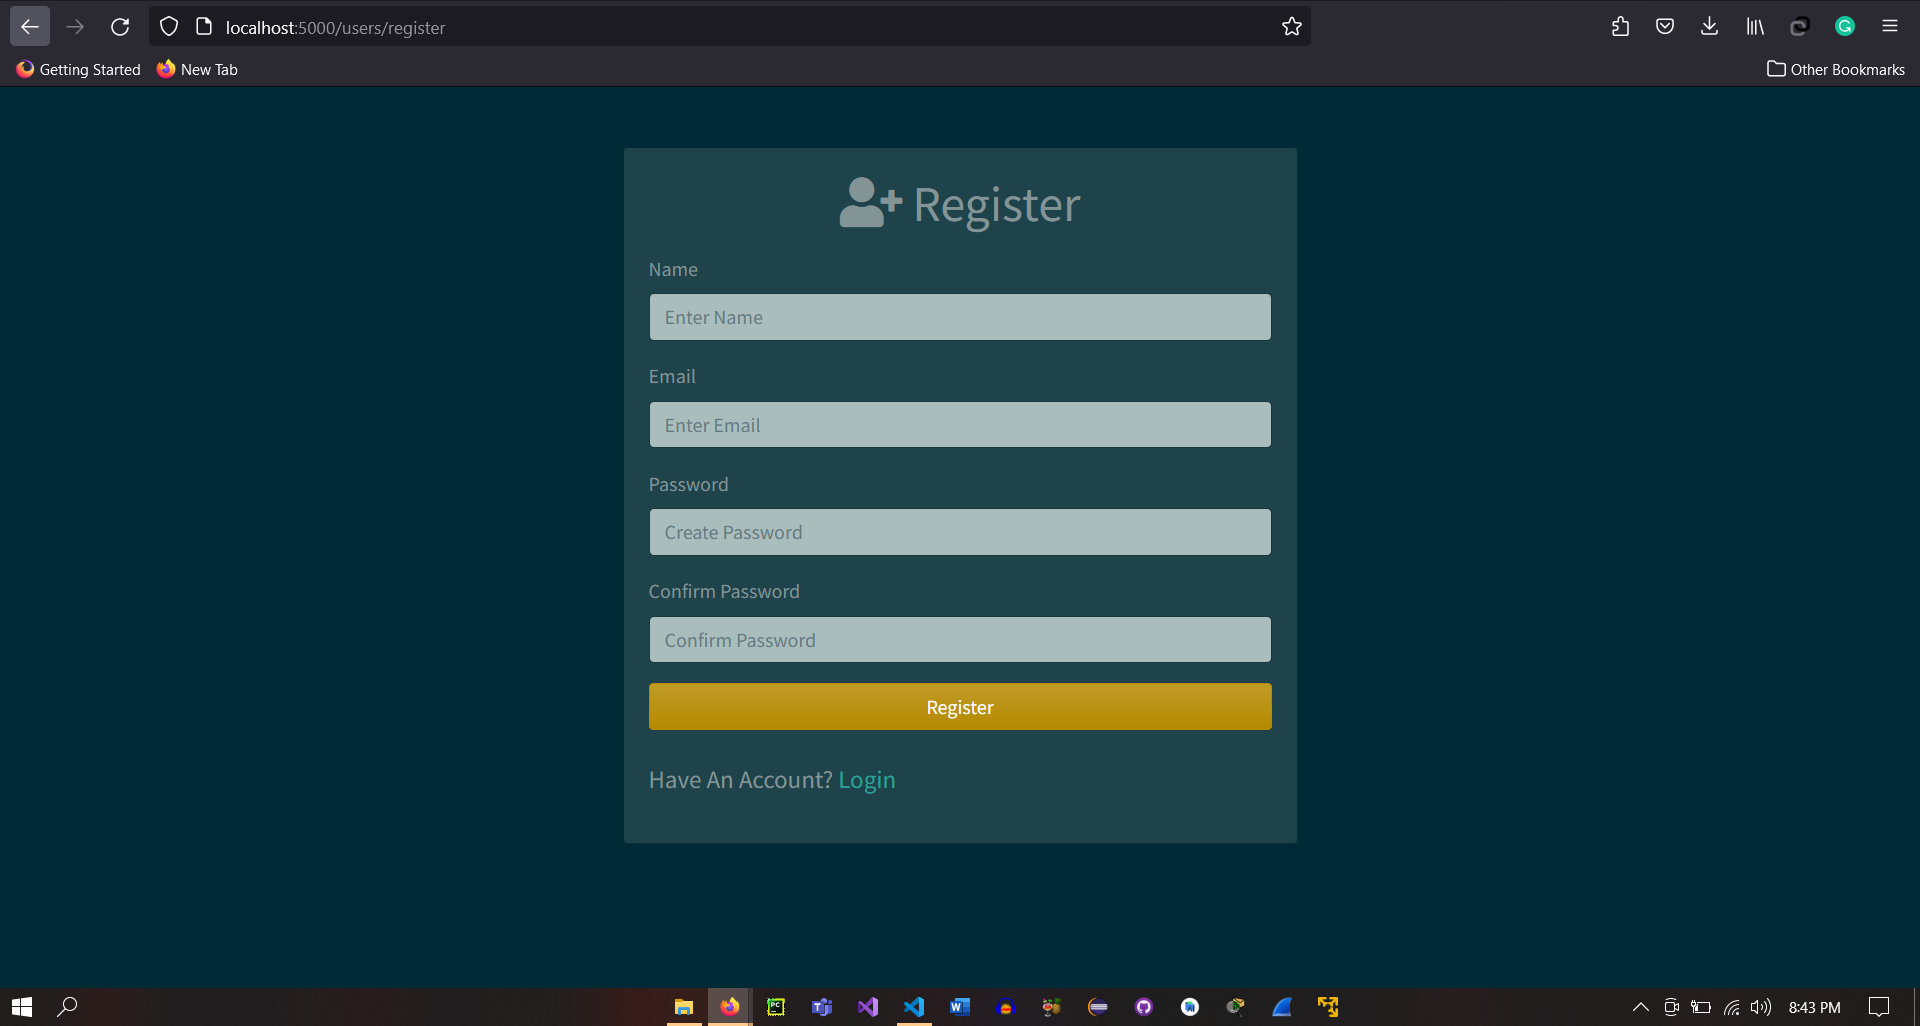 localhost:5000/users/register
Getting Started New Tab Other Bookmarks
Register
Name
Enter Name
Email
Enter Email
Password
Create Password
Confirm Password
Confirm Password
Register
Have An Account? Login
8:43 PM